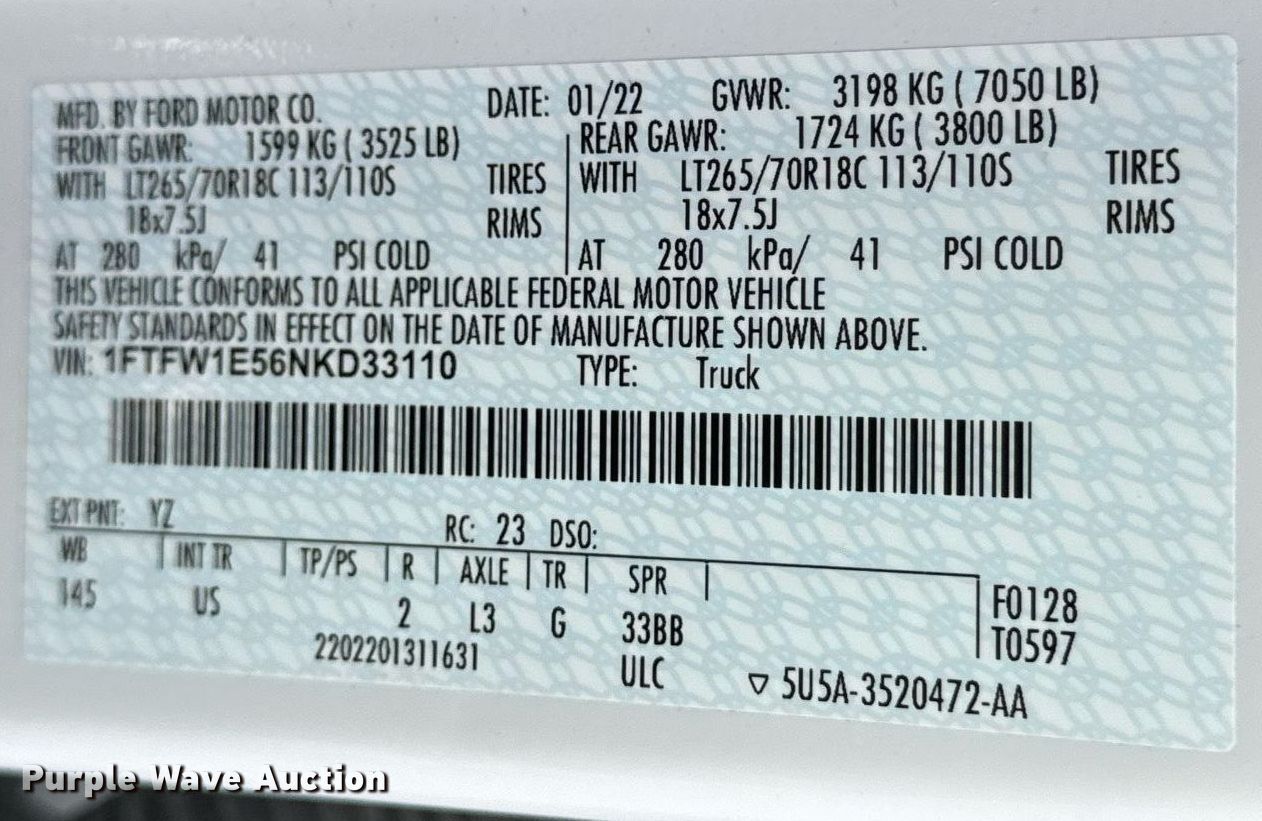 MFD. BY FORD MOTOR CO. DATE: 01/22 GVWR: 3198 KG ( 7050 LB)
FRONT GAWR: 1599 KG ( 3525 LB) REAR GAWR: 1724 KG ( 3800 LB)
WITH LT265/70R18C 113/110S TIRES WITH LT265/70R18C 113/110S TIRES
18x7.5J RIMS 18x7.5J RIMS
AT 280 kPa/ 41 PSI COLD AT 280 kPa/ 41 PSI COLD
THIS VEHICLE CONFORMS TO ALL APPLICABLE FEDERAL MOTOR VEHICLE
SAFETY STANDARDS IN EFFECT ON THE DATE OF MANUFACTURE SHOWN ABOVE.
VIN: 1FTFW1E56NKD33110 TYPE: Truck
EXT PNT: YZ RC: 23 DSO:
WB INT TR TP/PS R AXLE TR SPR
145 US 2 L3 G 33BB F0128
T0597
2202201311631 ULC ▽ 5U5A-3520472-AA
Purple Wave Auction